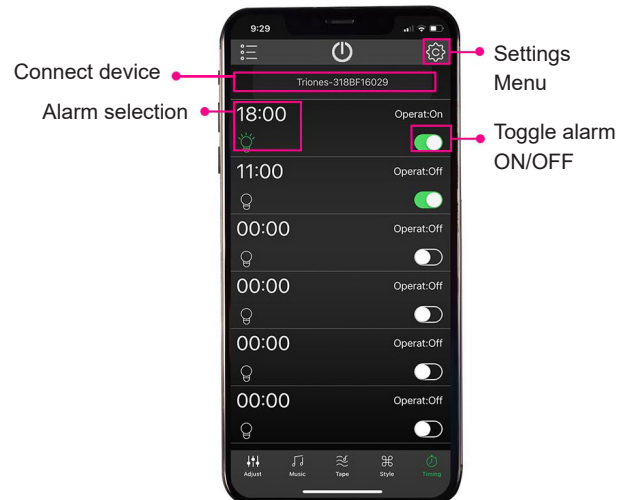 9:29
Settings
Menu
Connect device
Triones-318BF16029
Alarm selection
18:00
Operat:On
Toggle alarm
ON/OFF
11:00
Operat:Off
00:00
Operat:Off
00:00
Operat:Off
00:00
Operat:Off
00:00
Operat:Off
Adjust
Music
Tape
Style
Timing